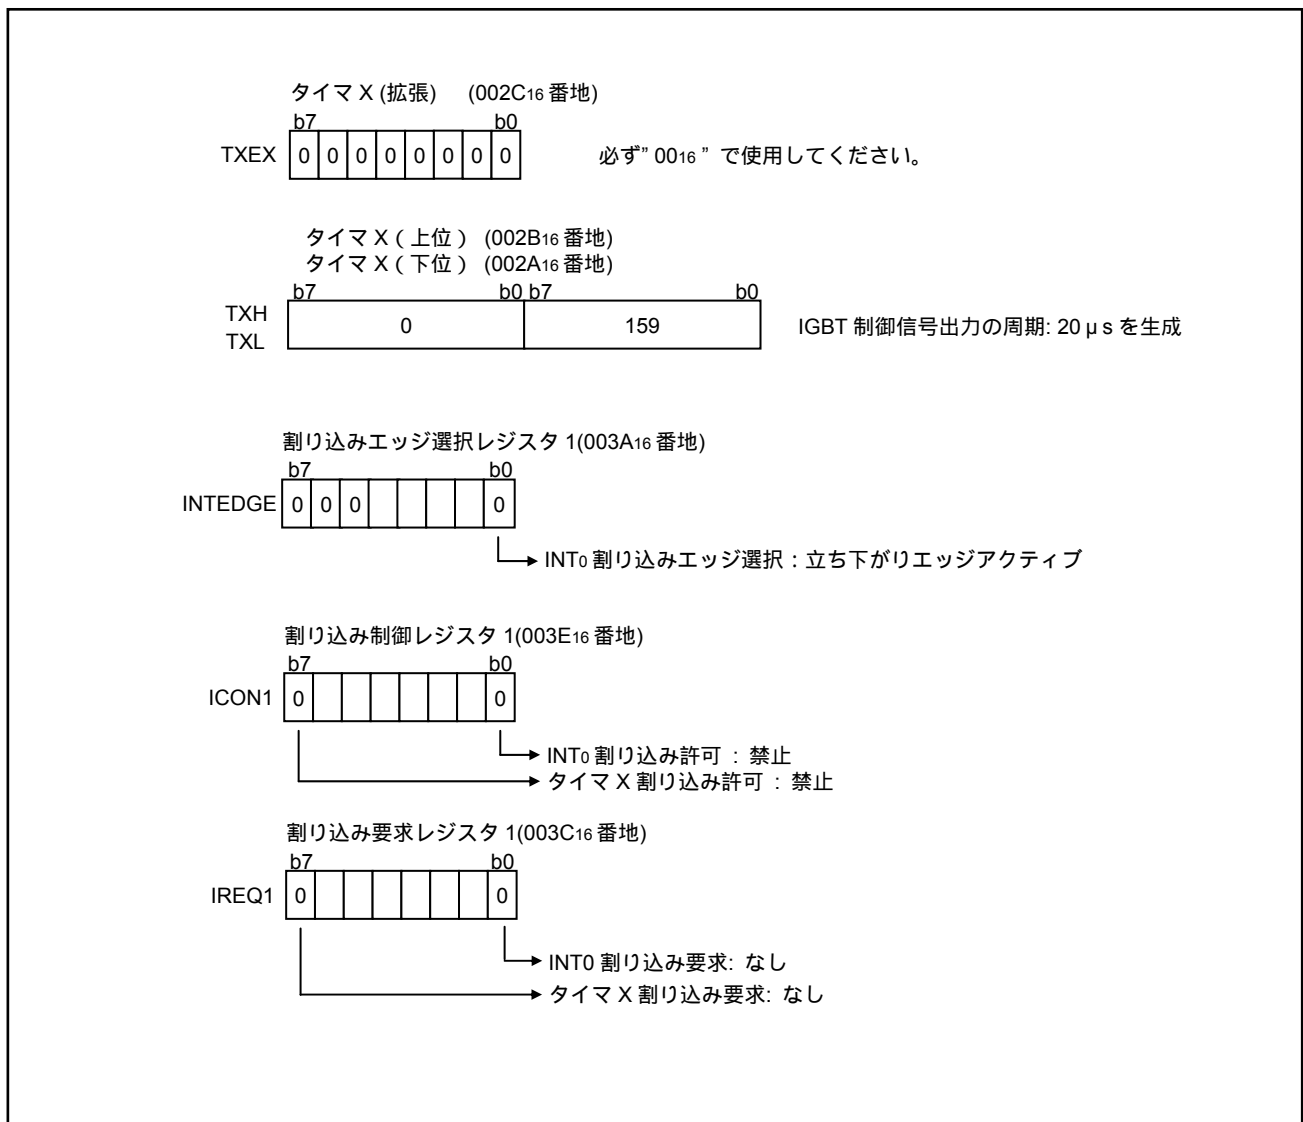 タイマ X (拡張) (002C16 番地)
b7 b0
TXEX 0 0 0 0 0 0 0 0 必ず” 0016 ” で使用してください。
タイマ X ( 上位 ) (002B16 番地)
タイマ X ( 下位 ) (002A16 番地)
b7 b0 b7 b0
TXH
TXL
0 159 IGBT 制御信号出力の周期: 20 μ s を生成
割り込みエッジ選択レジスタ 1(003A16 番地)
b7 b0
INTEDGE 0 0 0 0
INT0 割り込みエッジ選択 : 立ち下がりエッジアクティブ
割り込み制御レジスタ 1(003E16 番地)
b7 b0
ICON1 0 0
INT0 割り込み許可 : 禁止
タイマ X 割り込み許可 : 禁止
割り込み要求レジスタ 1(003C16 番地)
b7 b0
IREQ1 0 0
INT0 割り込み要求: なし
タイマ X 割り込み要求: なし